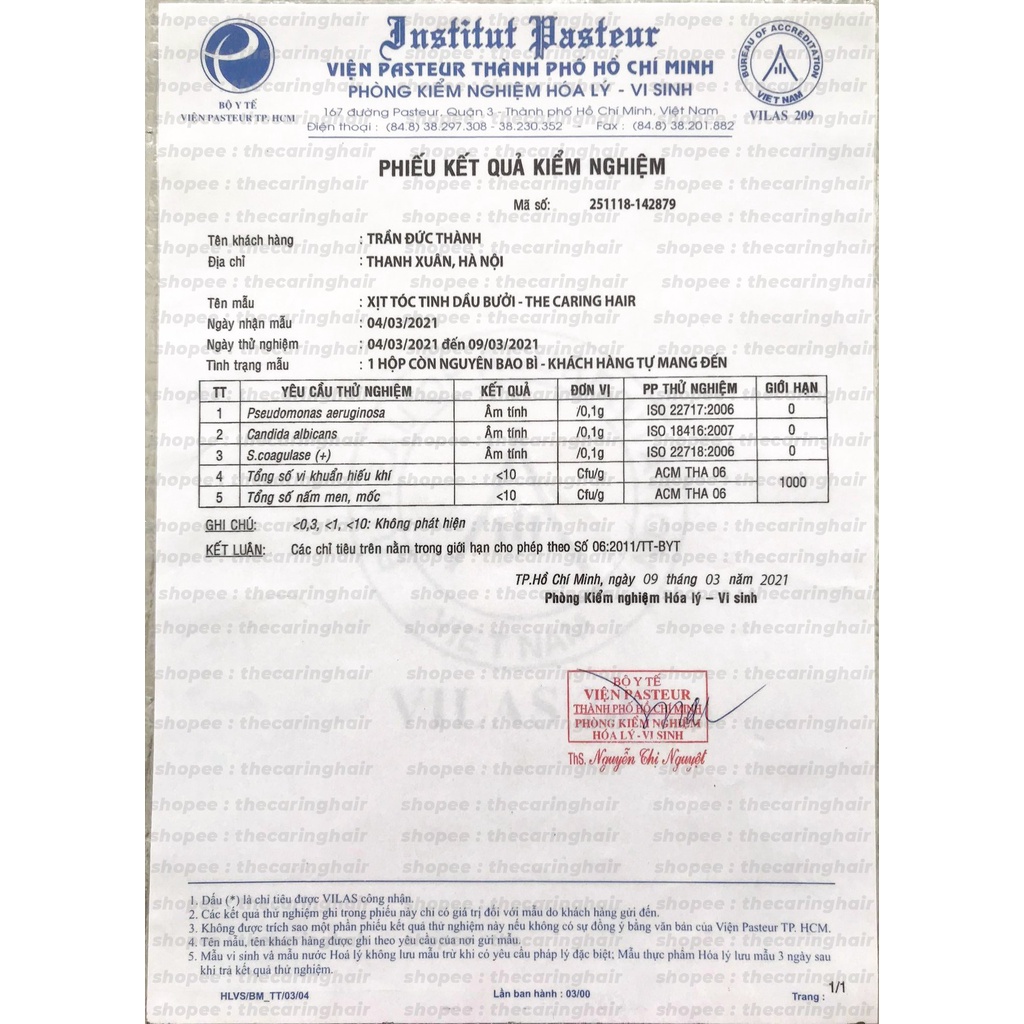 Institut Pasteur
VIỆN PASTEUR THÀNH PHỐ HỒ CHÍ MINH
PHÒNG KIỂM NGHIỆM HÓA LÝ - VI SINH
167 đường Pasteur, Quận 3 - Thành phố Hồ Chí Minh, Việt Nam
Điện thoại : (84.8) 38.297.308 - 38.230.352 - Fax : (84.8) 38.201.882
BỘ Y TẾ
VIỆN PASTEUR TP. HCM
BUREAU OF ACCREDITATION
VIET NAM
VILAS 209
PHIẾU KẾT QUẢ KIỂM NGHIỆM
Mã số: 251118-142879
Tên khách hàng : TRẦN ĐỨC THÀNH
Địa chỉ : THANH XUÂN, HÀ NỘI
Tên mẫu : XỊT TÓC TINH DẦU BƯỞI - THE CARING HAIR
Ngày nhận mẫu : 04/03/2021
Ngày thử nghiệm : 04/03/2021 đến 09/03/2021
Tình trạng mẫu : 1 HỘP CÒN NGUYÊN BAO BÌ - KHÁCH HÀNG TỰ MANG ĐẾN
TT YÊU CẦU THỬ NGHIỆM KẾT QUẢ ĐƠN VỊ PP THỬ NGHIỆM GIỚI HẠN
1 Pseudomonas aeruginosa Âm tính /0,1g ISO 22717:2006 0
2 Candida albicans Âm tính /0,1g ISO 18416:2007 0
3 S.coagulase (+) Âm tính /0,1g ISO 22718:2006 0
4 Tổng số vi khuẩn hiếu khí <10 Cfu/g ACM THA 06 1000
5 Tổng số nấm men, mốc <10 Cfu/g ACM THA 06
GHI CHÚ: <0,3, <1, <10: Không phát hiện
KẾT LUẬN: Các chỉ tiêu trên nằm trong giới hạn cho phép theo Số 06:2011/TT-BYT
TP.Hồ Chí Minh, ngày 09 tháng 03 năm 2021
Phòng Kiểm nghiệm Hóa lý – Vi sinh
VIET NAM
VILAS
BỘ Y TẾ
VIỆN PASTEUR
THÀNH PHỐ HỒ CHÍ MINH
PHÒNG KIỂM NGHIỆM
HÓA LÝ - VI SINH
ThS. Nguyễn Thị Nguyệt
1. Dấu (*) là chỉ tiêu được VILAS công nhận.
2. Các kết quả thử nghiệm ghi trong phiếu này chỉ có giá trị đối với mẫu do khách hàng gửi đến.
3. Không được trích sao một phần phiếu kết quả thử nghiệm này nếu không có sự đồng ý bằng văn bản của Viện Pasteur TP. HCM.
4. Tên mẫu, tên khách hàng được ghi theo yêu cầu của nơi gửi mẫu.
5. Mẫu vi sinh và mẫu nước Hoá lý không lưu mẫu trừ khi có yêu cầu pháp lý đặc biệt; Mẫu thực phẩm Hóa lý lưu mẫu 3 ngày sau
khi trả kết quả thử nghiệm.
HLVS/BM_TT/03/04 Lần ban hành : 03/00 Trang : 1/1
shopee : thecaringhair